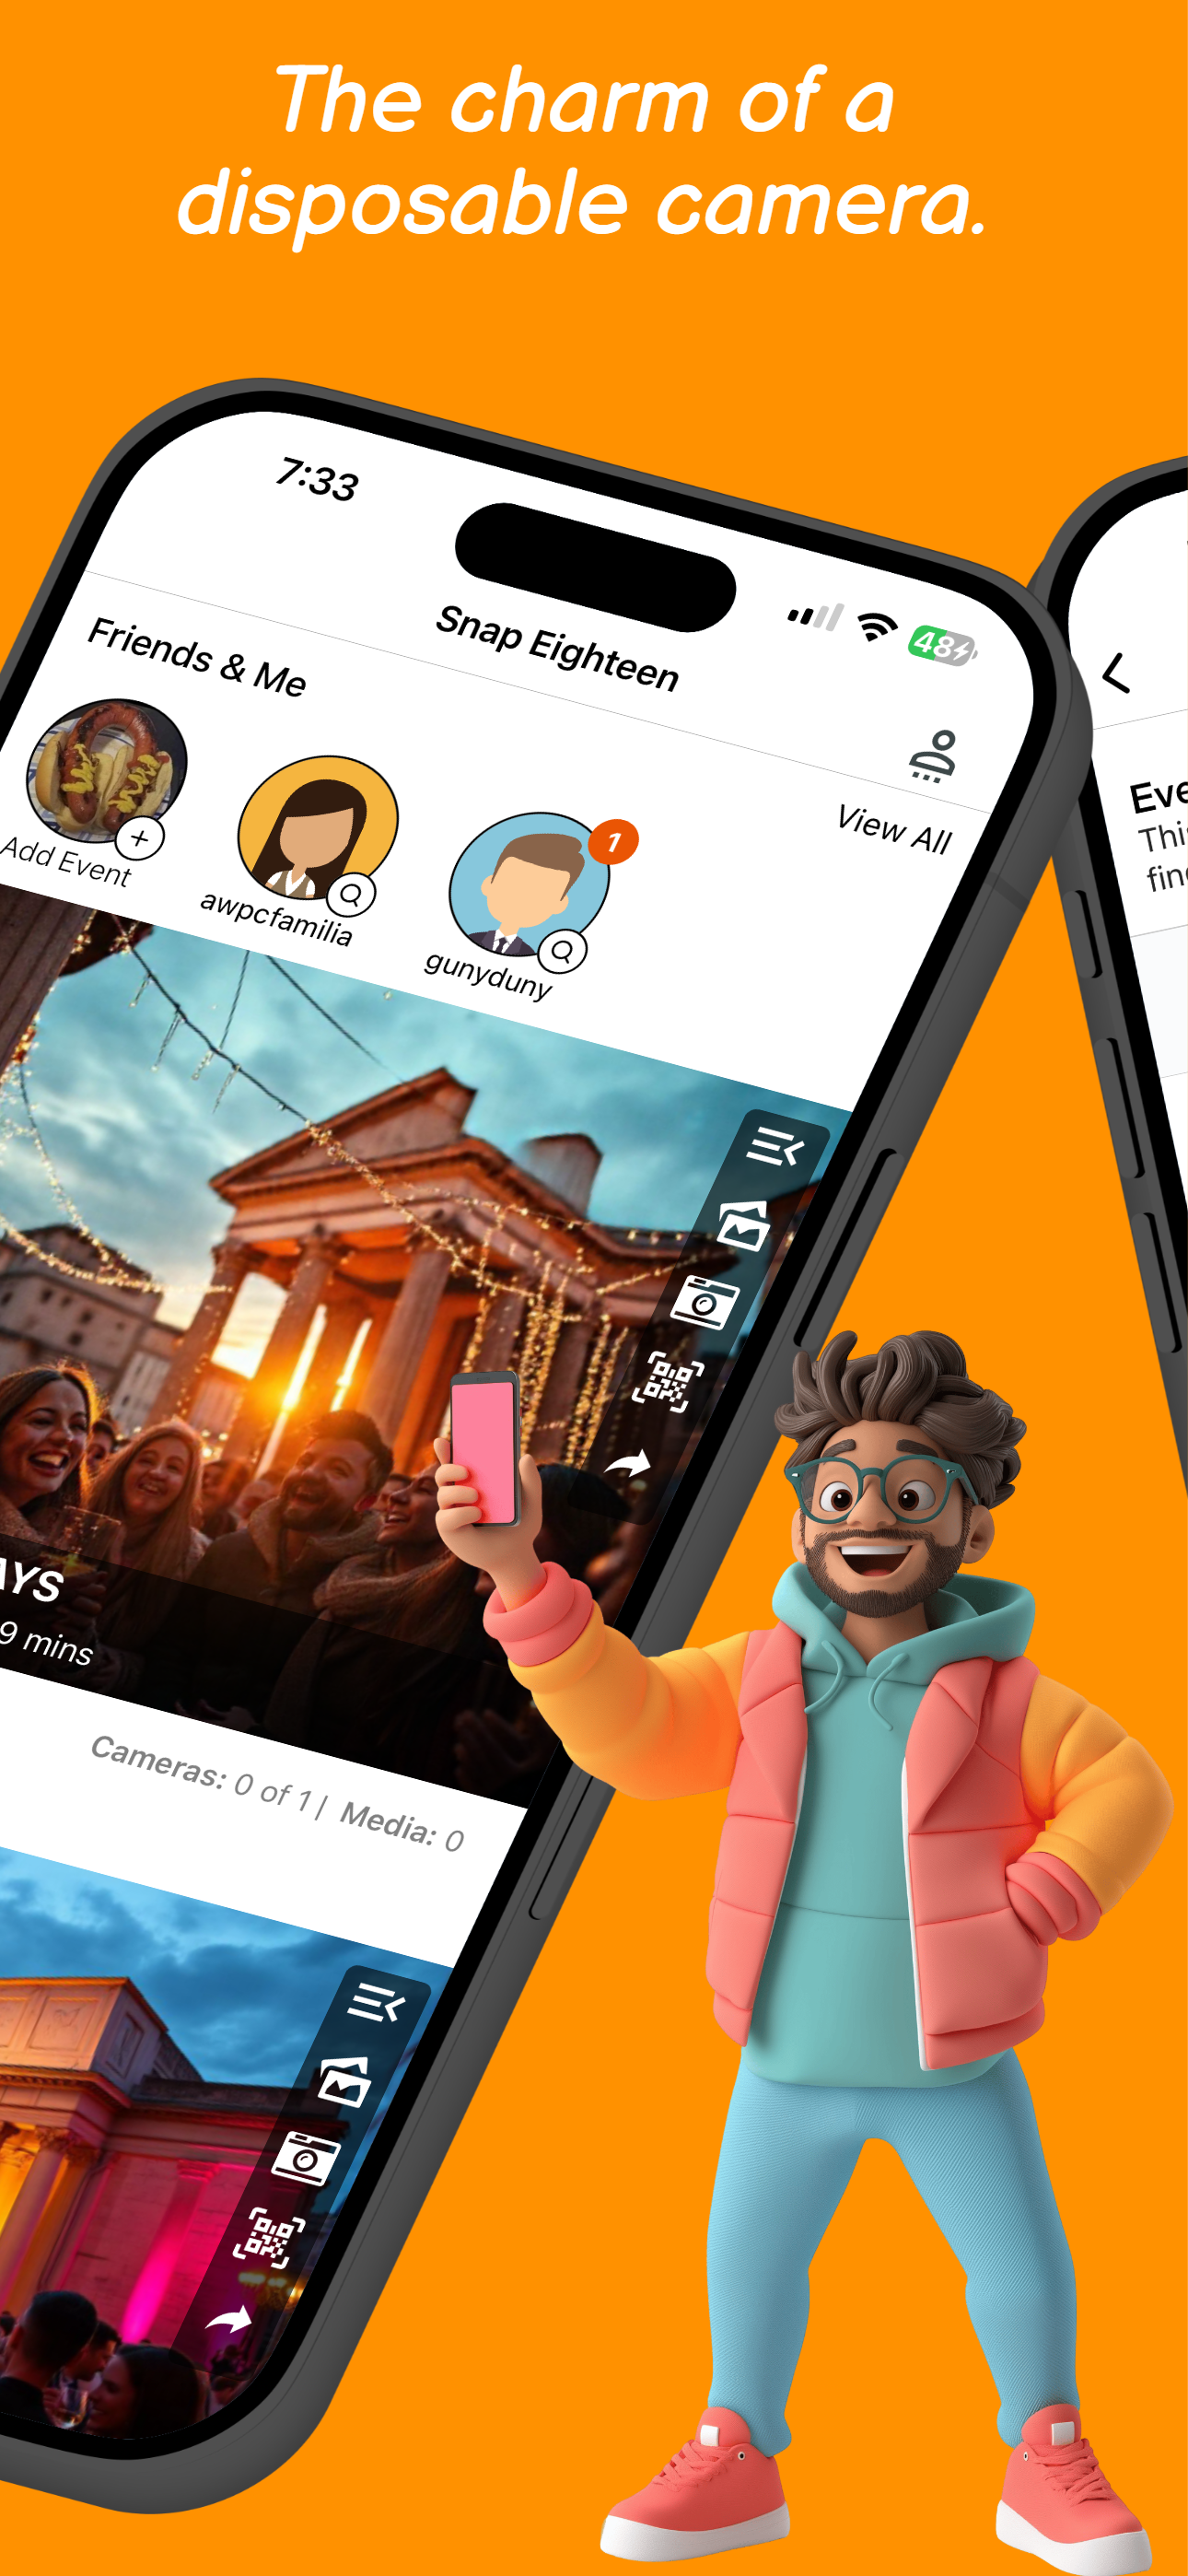 The charm of a
disposable camera.
7:33
48
Snap Eighteen
Friends & Me
View All
1
Add Event
awpcfamilia
gunyduny
9 mins
Cameras: 0 of 1 | Media: 0